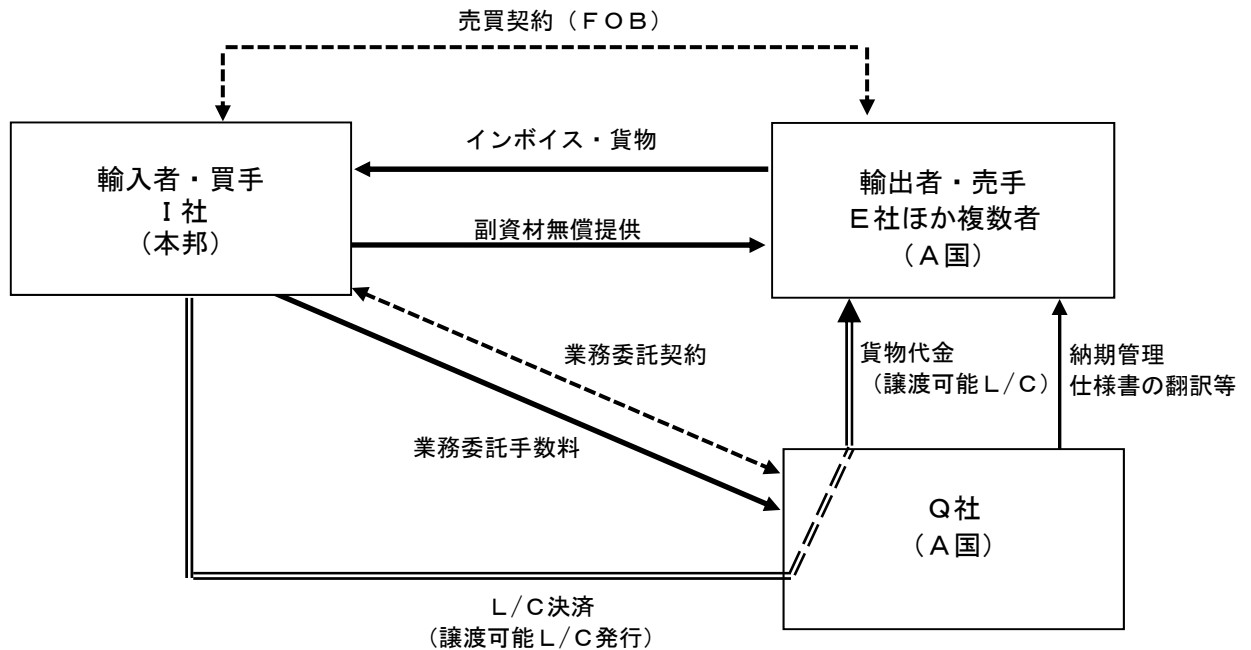 売買契約（ＦＯＢ）
輸入者・買手
Ｉ社
（本邦）
インボイス・貨物
副資材無償提供
輸出者・売手
Ｅ社ほか複数者
（Ａ国）
業務委託契約
業務委託手数料
貨物代金
（譲渡可能Ｌ/Ｃ）
納期管理
仕様書の翻訳等
Ｑ社
（Ａ国）
Ｌ/Ｃ決済
（譲渡可能Ｌ/Ｃ発行）